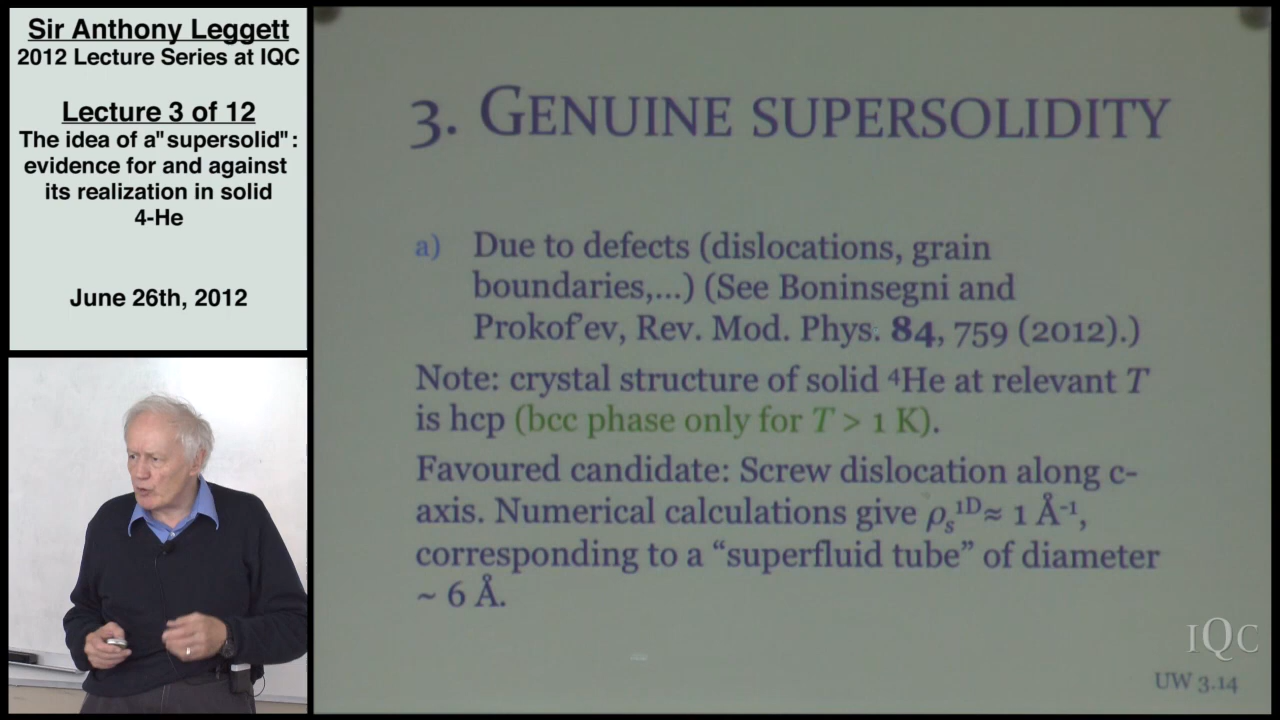 Sir Anthony Leggett
2012 Lecture Series at IQC
Lecture 3 of 12
The idea of a"supersolid":
evidence for and against
its realization in solid
4-He
June 26th, 2012
3. GENUINE SUPERSOLIDITY
a) Due to defects (dislocations, grain
boundaries,...) (See Boninsegni and
Prokof'ev, Rev. Mod. Phys. 84, 759 (2012).)
Note: crystal structure of solid ⁴He at relevant T
is hcp (bcc phase only for T > 1 K).
Favoured candidate: Screw dislocation along c-
axis. Numerical calculations give ρₛ¹ᴰ≈ 1 Å⁻¹,
corresponding to a “superfluid tube” of diameter
~ 6 Å.
IQC
UW 3.14